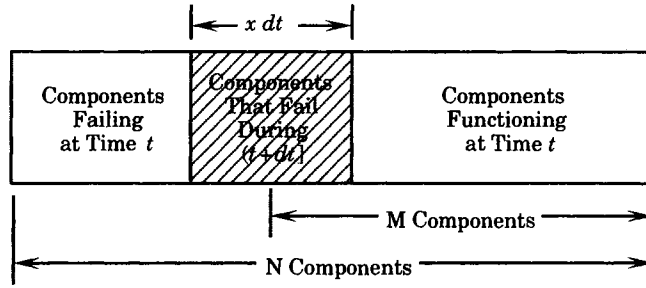 x dt
Components
Failing
at Time t
Components
That Fail
During
(t+dt]
Components
Functioning
at Time t
M Components
N Components